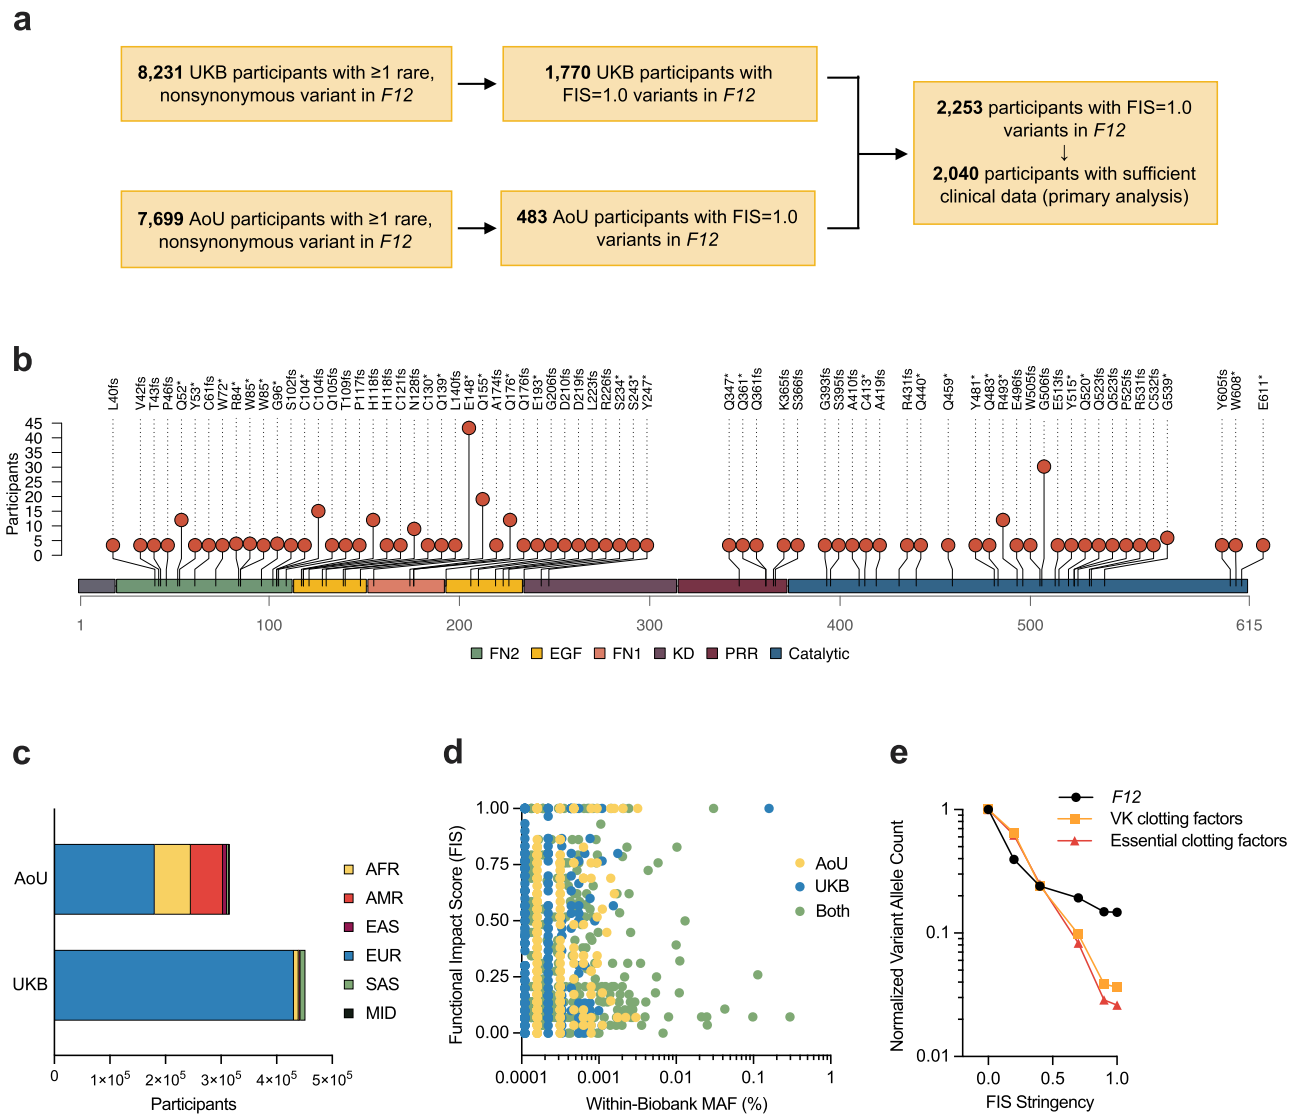 a
8,231 UKB participants with ≥1 rare,
nonsynonymous variant in F12
1,770 UKB participants with
FIS=1.0 variants in F12
7,699 AoU participants with ≥1 rare,
nonsynonymous variant in F12
483 AoU participants with FIS=1.0
variants in F12
2,253 participants with FIS=1.0
variants in F12
↓
2,040 participants with sufficient
clinical data (primary analysis)
b
L40fs
V42fs
T43fs
P46fs
Q52*
Y53*
C61fs
W72*
R84*
W85*
W85*
G96*
S102fs
C104*
C104fs
Q105fs
T109fs
P117fs
H118fs
H118fs
C121fs
N128fs
C130*
Q139*
L140fs
E148*
Q155*
A174fs
Q176*
Q176fs
E193*
G206fs
D210fs
D219fs
L223fs
R226fs
S234*
S243*
Y247*
Q347*
Q361*
Q361fs
K365fs
S366fs
G393fs
S395fs
A410fs
C413*
A419fs
R431fs
Q440*
Q459*
Y481*
Q483*
R493*
E496fs
W505fs
G506fs
E513fs
Y515*
Q520*
Q523fs
Q523fs
P525fs
R531fs
C532fs
G539*
Y605fs
W608*
E611*
Participants
45
40
35
30
25
20
15
10
5
0
1 100 200 300 400 500 615
FN2 EGF FN1 KD PRR Catalytic
c
AoU
UKB
0 1×10⁵ 2×10⁵ 3×10⁵ 4×10⁵ 5×10⁵
Participants
AFR
AMR
EAS
EUR
SAS
MID
d
Functional Impact Score (FIS)
1.00
0.75
0.50
0.25
0.00
0.0001 0.001 0.01 0.1 1
Within-Biobank MAF (%)
AoU
UKB
Both
e
F12
VK clotting factors
Essential clotting factors
Normalized Variant Allele Count
1
0.1
0.01
0.0 0.5 1.0
FIS Stringency